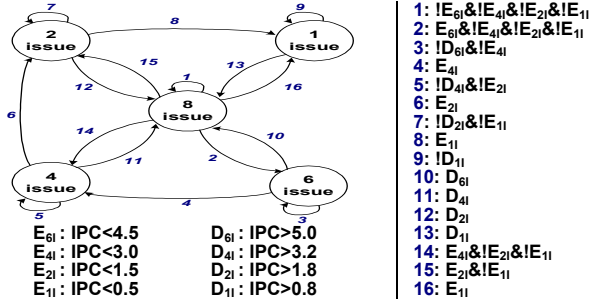 7
8
9
2
issue
1
issue
15
13
12
1
16
8
issue
14
10
6
11
2
4
issue
6
issue
4
5
3
E6I : IPC<4.5
D6I : IPC>5.0
E4I : IPC<3.0
D4I : IPC>3.2
E2I : IPC<1.5
D2I : IPC>1.8
E1I : IPC<0.5
D1I : IPC>0.8
1: !E6I&!E4I&!E2I&!E1I
2: E6I&!E4I&!E2I&!E1I
3: !D6I&!E4I
4: E4I
5: !D4I&!E2I
6: E2I
7: !D2I&!E1I
8: E1I
9: !D1I
10: D6I
11: D4I
12: D2I
13: D1I
14: E4I&!E2I&!E1I
15: E2I&!E1I
16: E1I